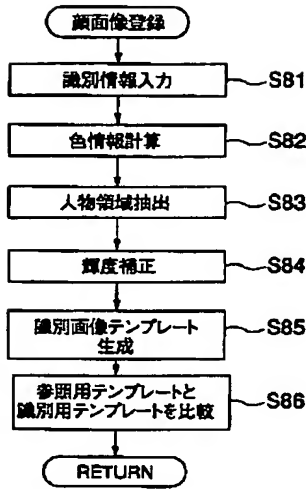 顔画像登録
識別情報入力
S81
色情報計算
S82
人物領域抽出
S83
輝度補正
S84
識別画像テンプレート
生成
S85
参照用テンプレートと
識別用テンプレートを比較
S86
RETURN